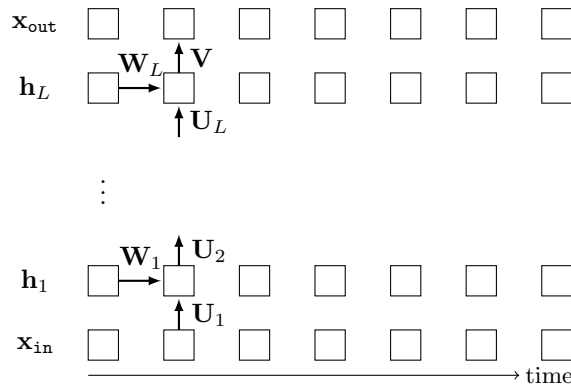 x_out
W_L V
h_L
U_L
⋮
W_1 U_2
h_1
U_1
x_in
time